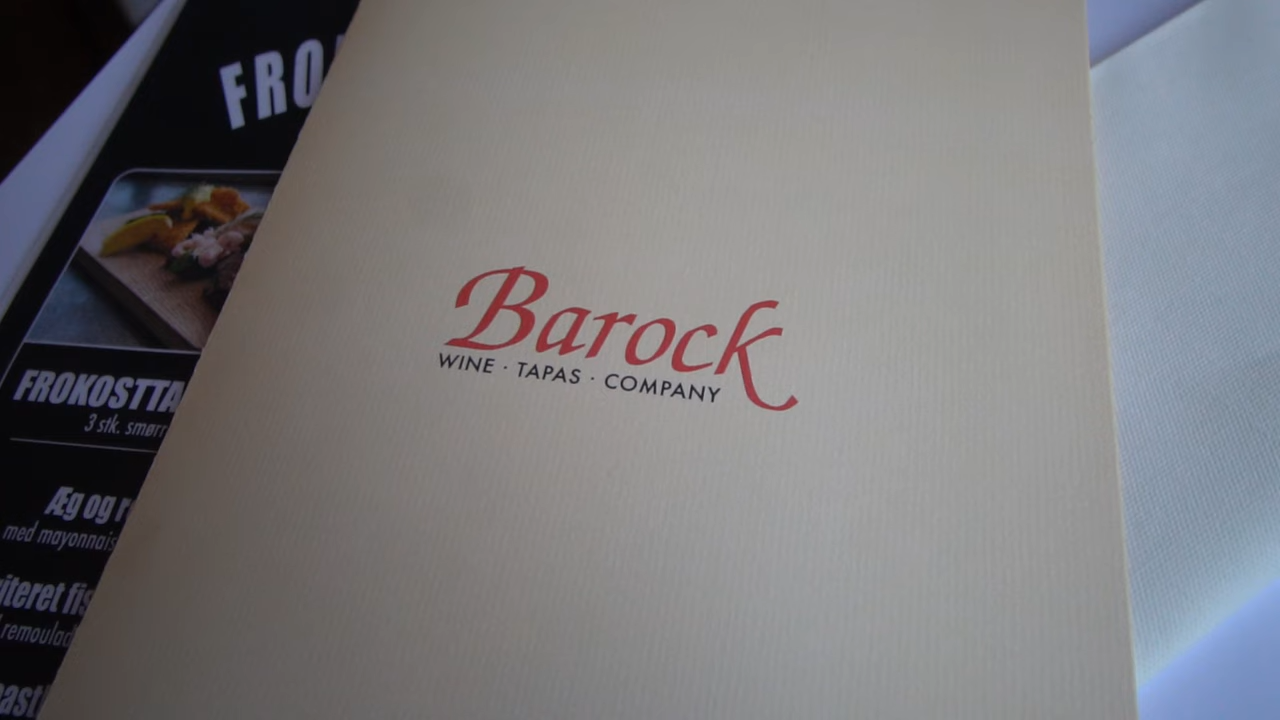 Barock
WINE · TAPAS · COMPANY
FRO
FROKOSTTA
3 stk. smørr
Æg og r
med mayonnais
iteret fis
remoulad
ast